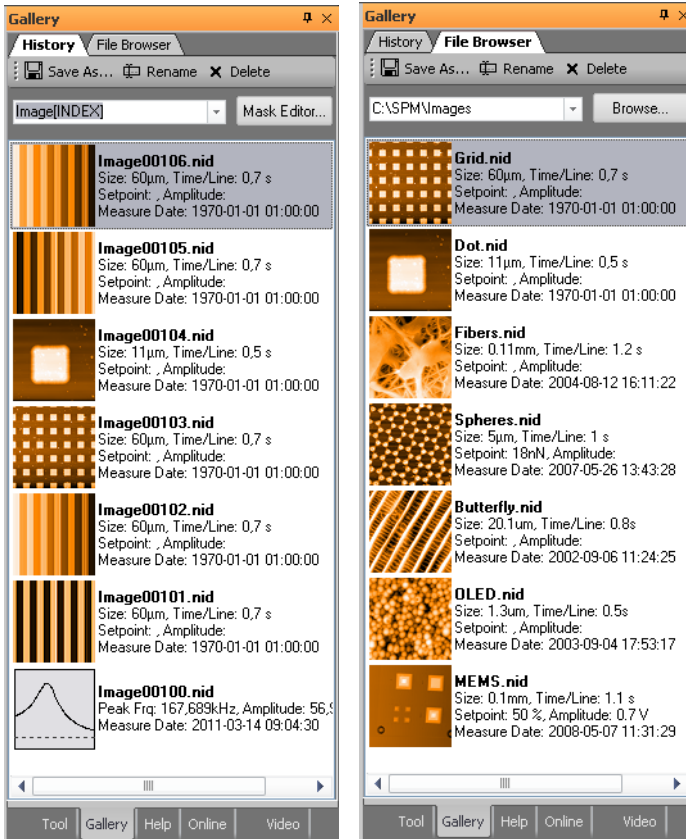 Gallery
History File Browser
Save As... Rename Delete
Image[INDEX] Mask Editor...
Image00106.nid
Size: 60µm, Time/Line: 0,7 s
Setpoint: , Amplitude:
Measure Date: 1970-01-01 01:00:00
Image00105.nid
Size: 60µm, Time/Line: 0,7 s
Setpoint: , Amplitude:
Measure Date: 1970-01-01 01:00:00
Image00104.nid
Size: 11µm, Time/Line: 0,5 s
Setpoint: , Amplitude:
Measure Date: 1970-01-01 01:00:00
Image00103.nid
Size: 60µm, Time/Line: 0,7 s
Setpoint: , Amplitude:
Measure Date: 1970-01-01 01:00:00
Image00102.nid
Size: 60µm, Time/Line: 0,7 s
Setpoint: , Amplitude:
Measure Date: 1970-01-01 01:00:00
Image00101.nid
Size: 60µm, Time/Line: 0,7 s
Setpoint: , Amplitude:
Measure Date: 1970-01-01 01:00:00
Image00100.nid
Peak Frq: 167,689kHz, Amplitude: 56,
Measure Date: 2011-03-14 09:04:30
Tool Gallery Help Online Video
Gallery
History File Browser
Save As... Rename Delete
C:\SPM\Images Browse...
Grid.nid
Size: 60µm, Time/Line: 0,7 s
Setpoint: , Amplitude:
Measure Date: 1970-01-01 01:00:00
Dot.nid
Size: 11µm, Time/Line: 0,5 s
Setpoint: , Amplitude:
Measure Date: 1970-01-01 01:00:00
Fibers.nid
Size: 0.11mm, Time/Line: 1.2 s
Setpoint: , Amplitude:
Measure Date: 2004-08-12 16:11:22
Spheres.nid
Size: 5µm, Time/Line: 1 s
Setpoint: 18nN, Amplitude:
Measure Date: 2007-05-26 13:43:28
Butterfly.nid
Size: 20.1um, Time/Line: 0.8s
Setpoint: , Amplitude:
Measure Date: 2002-09-06 11:24:25
OLED.nid
Size: 1.3um, Time/Line: 0.5s
Setpoint: , Amplitude:
Measure Date: 2003-09-04 17:53:17
MEMS.nid
Size: 0.1mm, Time/Line: 1.1 s
Setpoint: 50 %, Amplitude: 0.7 V
Measure Date: 2008-05-07 11:31:29
Tool Gallery Help Online Video